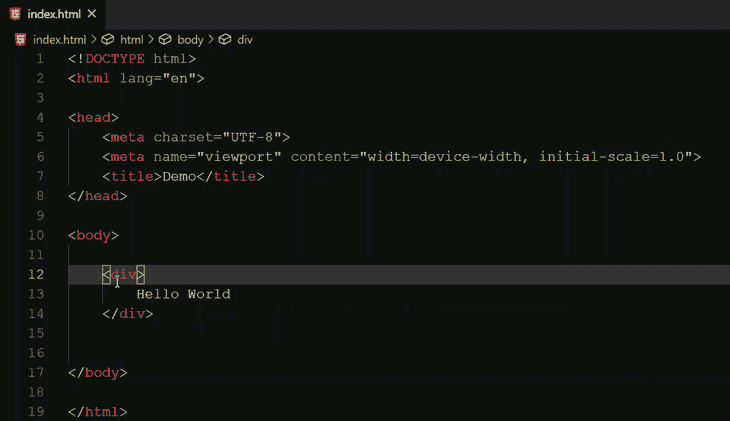 index.html ×
index.html > html > body > div
1 <!DOCTYPE html>
2 <html lang="en">
3
4 <head>
5     <meta charset="UTF-8">
6     <meta name="viewport" content="width=device-width, initial-scale=1.0">
7     <title>Demo</title>
8 </head>
9
10 <body>
11
12     <div>
13         Hello World
14     </div>
15
16
17 </body>
18
19 </html>